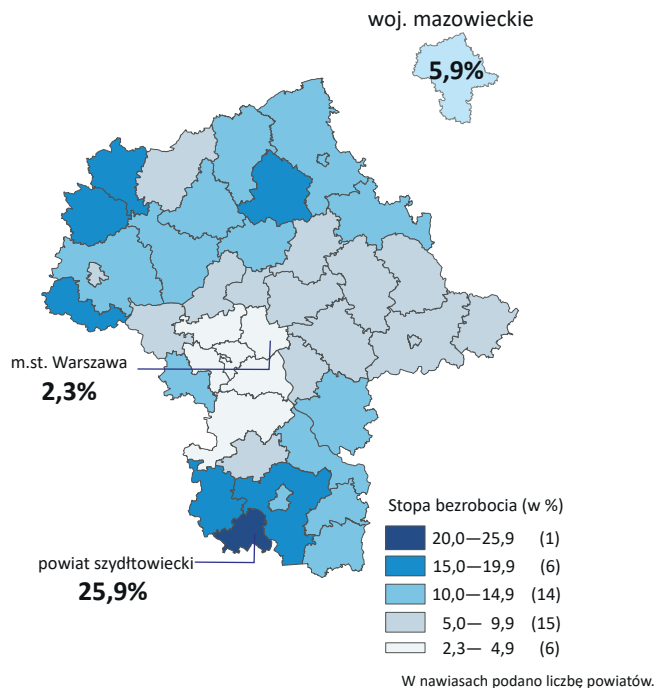 woj. mazowieckie
5,9%
m.st. Warszawa
2,3%
powiat szydłtowiecki
25,9%
Stopa bezrobocia (w %)
20,0—25,9 (1)
15,0—19,9 (6)
10,0—14,9 (14)
5,0— 9,9 (15)
2,3— 4,9 (6)
W nawiasach podano liczbę powiatów.